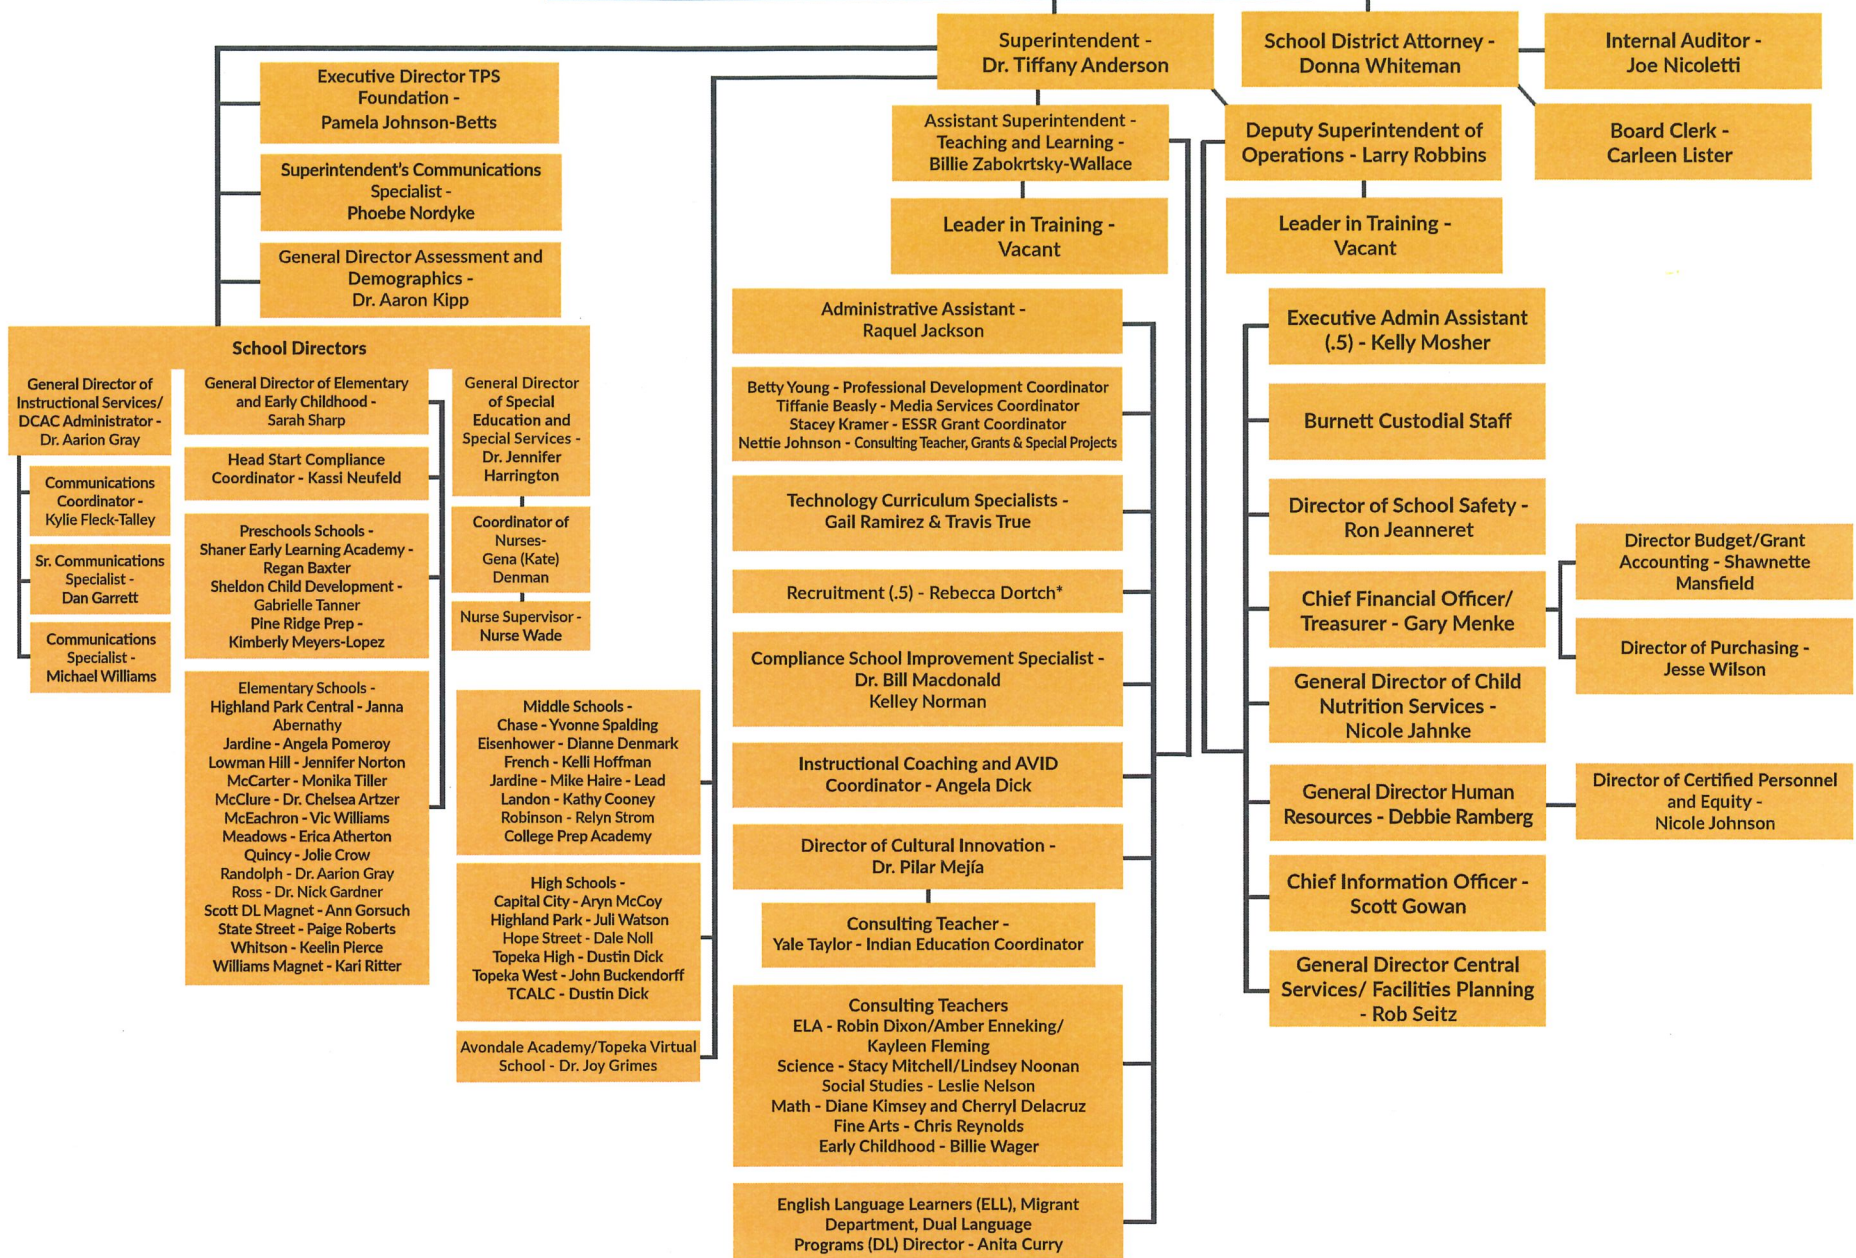 Superintendent -
Dr. Tiffany Anderson
School District Attorney -
Donna Whiteman
Internal Auditor -
Joe Nicoletti
Executive Director TPS
Foundation -
Pamela Johnson-Betts
Superintendent's Communications
Specialist -
Phoebe Nordyke
General Director Assessment and
Demographics -
Dr. Aaron Kipp
Assistant Superintendent -
Teaching and Learning -
Billie Zabokrtsky-Wallace
Deputy Superintendent of
Operations - Larry Robbins
Board Clerk -
Carleen Lister
Leader in Training -
Vacant
Leader in Training -
Vacant
School Directors
General Director of
Instructional Services/
DCAC Administrator -
Dr. Aarion Gray
Communications
Coordinator -
Kylie Fleck-Talley
Sr. Communications
Specialist -
Dan Garrett
Communications
Specialist -
Michael Williams
General Director of Elementary
and Early Childhood -
Sarah Sharp
Head Start Compliance
Coordinator - Kassi Neufeld
Preschools Schools -
Shaner Early Learning Academy -
Regan Baxter
Sheldon Child Development -
Gabrielle Tanner
Pine Ridge Prep -
Kimberly Meyers-Lopez
Elementary Schools -
Highland Park Central - Janna
Abernathy
Jardine - Angela Pomeroy
Lowman Hill - Jennifer Norton
McCarter - Monika Tiller
McClure - Dr. Chelsea Artzer
McEachron - Vic Williams
Meadows - Erica Atherton
Quincy - Jolie Crow
Randolph - Dr. Aarion Gray
Ross - Dr. Nick Gardner
Scott DL Magnet - Ann Gorsuch
State Street - Paige Roberts
Whitson - Keelin Pierce
Williams Magnet - Kari Ritter
General Director
of Special
Education and
Special Services -
Dr. Jennifer
Harrington
Coordinator of
Nurses-
Gena (Kate)
Denman
Nurse Supervisor -
Nurse Wade
Middle Schools -
Chase - Yvonne Spalding
Eisenhower - Dianne Denmark
French - Kelli Hoffman
Jardine - Mike Haire - Lead
Landon - Kathy Cooney
Robinson - Relyn Strom
College Prep Academy
High Schools -
Capital City - Aryn McCoy
Highland Park - Juli Watson
Hope Street - Dale Noll
Topeka High - Dustin Dick
Topeka West - John Buckendorff
TCALC - Dustin Dick
Avondale Academy/Topeka Virtual
School - Dr. Joy Grimes
Administrative Assistant -
Raquel Jackson
Betty Young - Professional Development Coordinator
Tiffanie Beasly - Media Services Coordinator
Stacey Kramer - ESSR Grant Coordinator
Nettie Johnson - Consulting Teacher, Grants & Special Projects
Technology Curriculum Specialists -
Gail Ramirez & Travis True
Recruitment (.5) - Rebecca Dortch*
Compliance School Improvement Specialist -
Dr. Bill Macdonald
Kelley Norman
Instructional Coaching and AVID
Coordinator - Angela Dick
Director of Cultural Innovation -
Dr. Pilar Mejía
Consulting Teacher -
Yale Taylor - Indian Education Coordinator
Consulting Teachers
ELA - Robin Dixon/Amber Enneking/
Kayleen Fleming
Science - Stacy Mitchell/Lindsey Noonan
Social Studies - Leslie Nelson
Math - Diane Kimsey and Cherryl Delacruz
Fine Arts - Chris Reynolds
Early Childhood - Billie Wager
English Language Learners (ELL), Migrant
Department, Dual Language
Programs (DL) Director - Anita Curry
Executive Admin Assistant
(.5) - Kelly Mosher
Burnett Custodial Staff
Director of School Safety -
Ron Jeanneret
Chief Financial Officer/
Treasurer - Gary Menke
Director Budget/Grant
Accounting - Shawnette
Mansfield
Director of Purchasing -
Jesse Wilson
General Director of Child
Nutrition Services -
Nicole Jahnke
General Director Human
Resources - Debbie Ramberg
Director of Certified Personnel
and Equity -
Nicole Johnson
Chief Information Officer -
Scott Gowan
General Director Central
Services/ Facilities Planning
- Rob Seitz